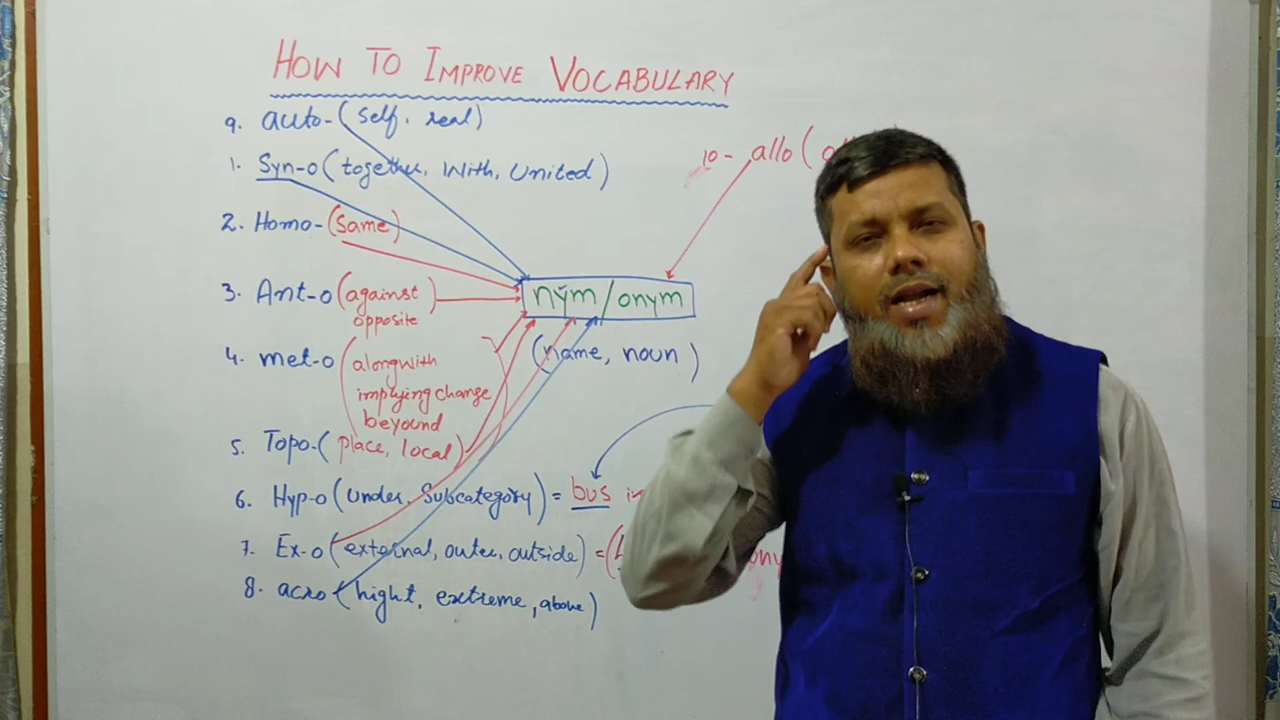 HOW TO IMPROVE VOCABULARY
9. auto- (self, real)
10- allo (
1. Syn-o (together, With, United)
2. Homo- (Same)
3. Ant-o (against
opposite
nym/onym
(name, noun)
4. met-o (alongwith
implying change
beyound
5. Topo- (place, local)
6. Hyp-o (Under, Subcategory) = bus
7. Ex-o (external, outer, outside) = (
8. acro (hight, extreme, above)